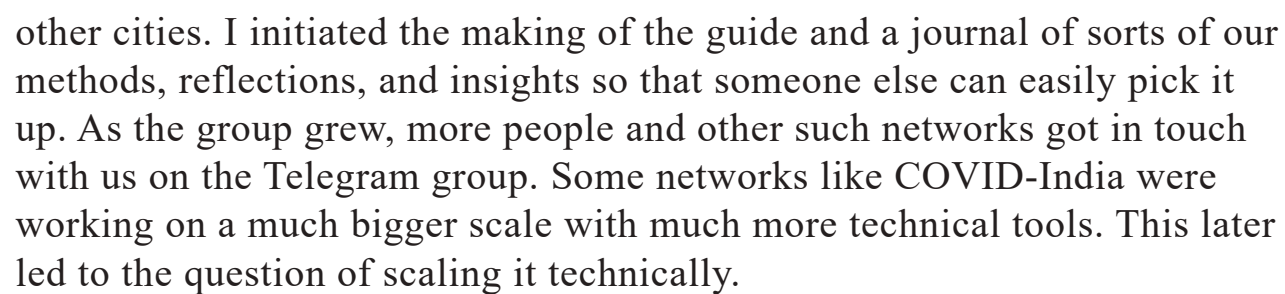 other cities. I initiated the making of the guide and a journal of sorts of our
methods, reflections, and insights so that someone else can easily pick it
up. As the group grew, more people and other such networks got in touch
with us on the Telegram group. Some networks like COVID-India were
working on a much bigger scale with much more technical tools. This later
led to the question of scaling it technically.